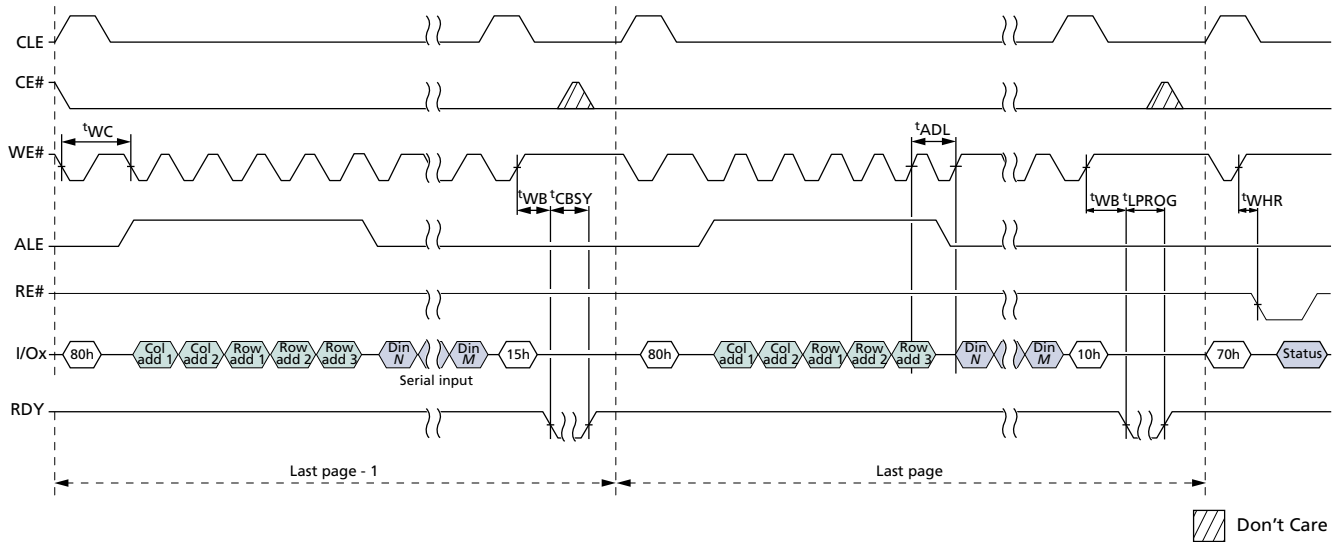 CLE
CE#
tWC
tADL
WE#
tWB tCBSY
tWB tLPROG
tWHR
ALE
RE#
I/Ox
80h
Col add 1
Col add 2
Row add 1
Row add 2
Row add 3
Din N
Din M
15h
80h
Col add 1
Col add 2
Row add 1
Row add 2
Row add 3
Din N
Din M
10h
70h
Status
Serial input
RDY
Last page - 1
Last page
Don't Care